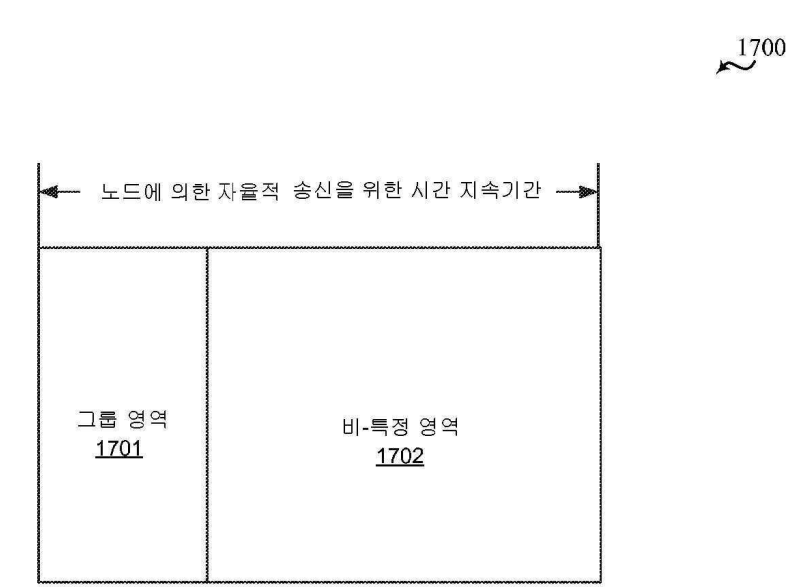 1700
노드에 의한 자율적 송신을 위한 시간 지속기간
그룹 영역
1701
비-특정 영역
1702